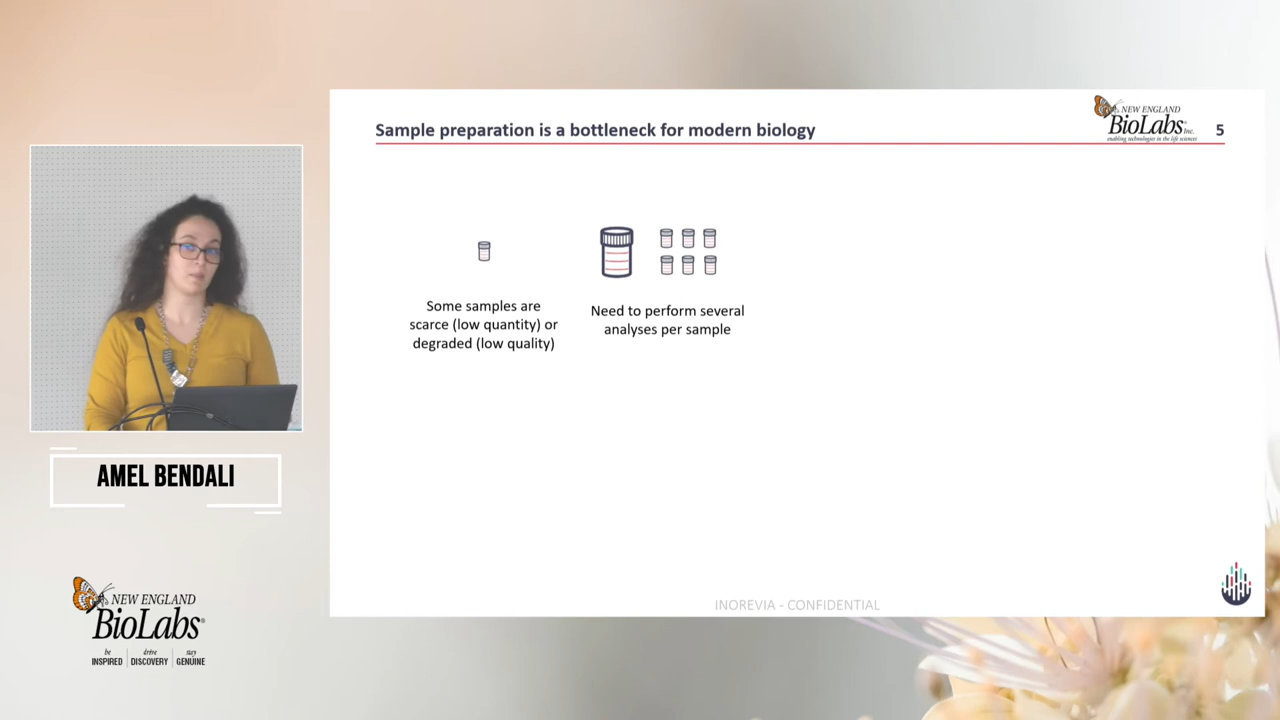 Sample preparation is a bottleneck for modern biology
NEW ENGLAND
BioLabs Inc.
enabling technologies in the life sciences
5
Some samples are
scarce (low quantity) or
degraded (low quality)
Need to perform several
analyses per sample
INOREVIA - CONFIDENTIAL
AMEL BENDALI
NEW ENGLAND
BioLabs®
be INSPIRED drive DISCOVERY stay GENUINE